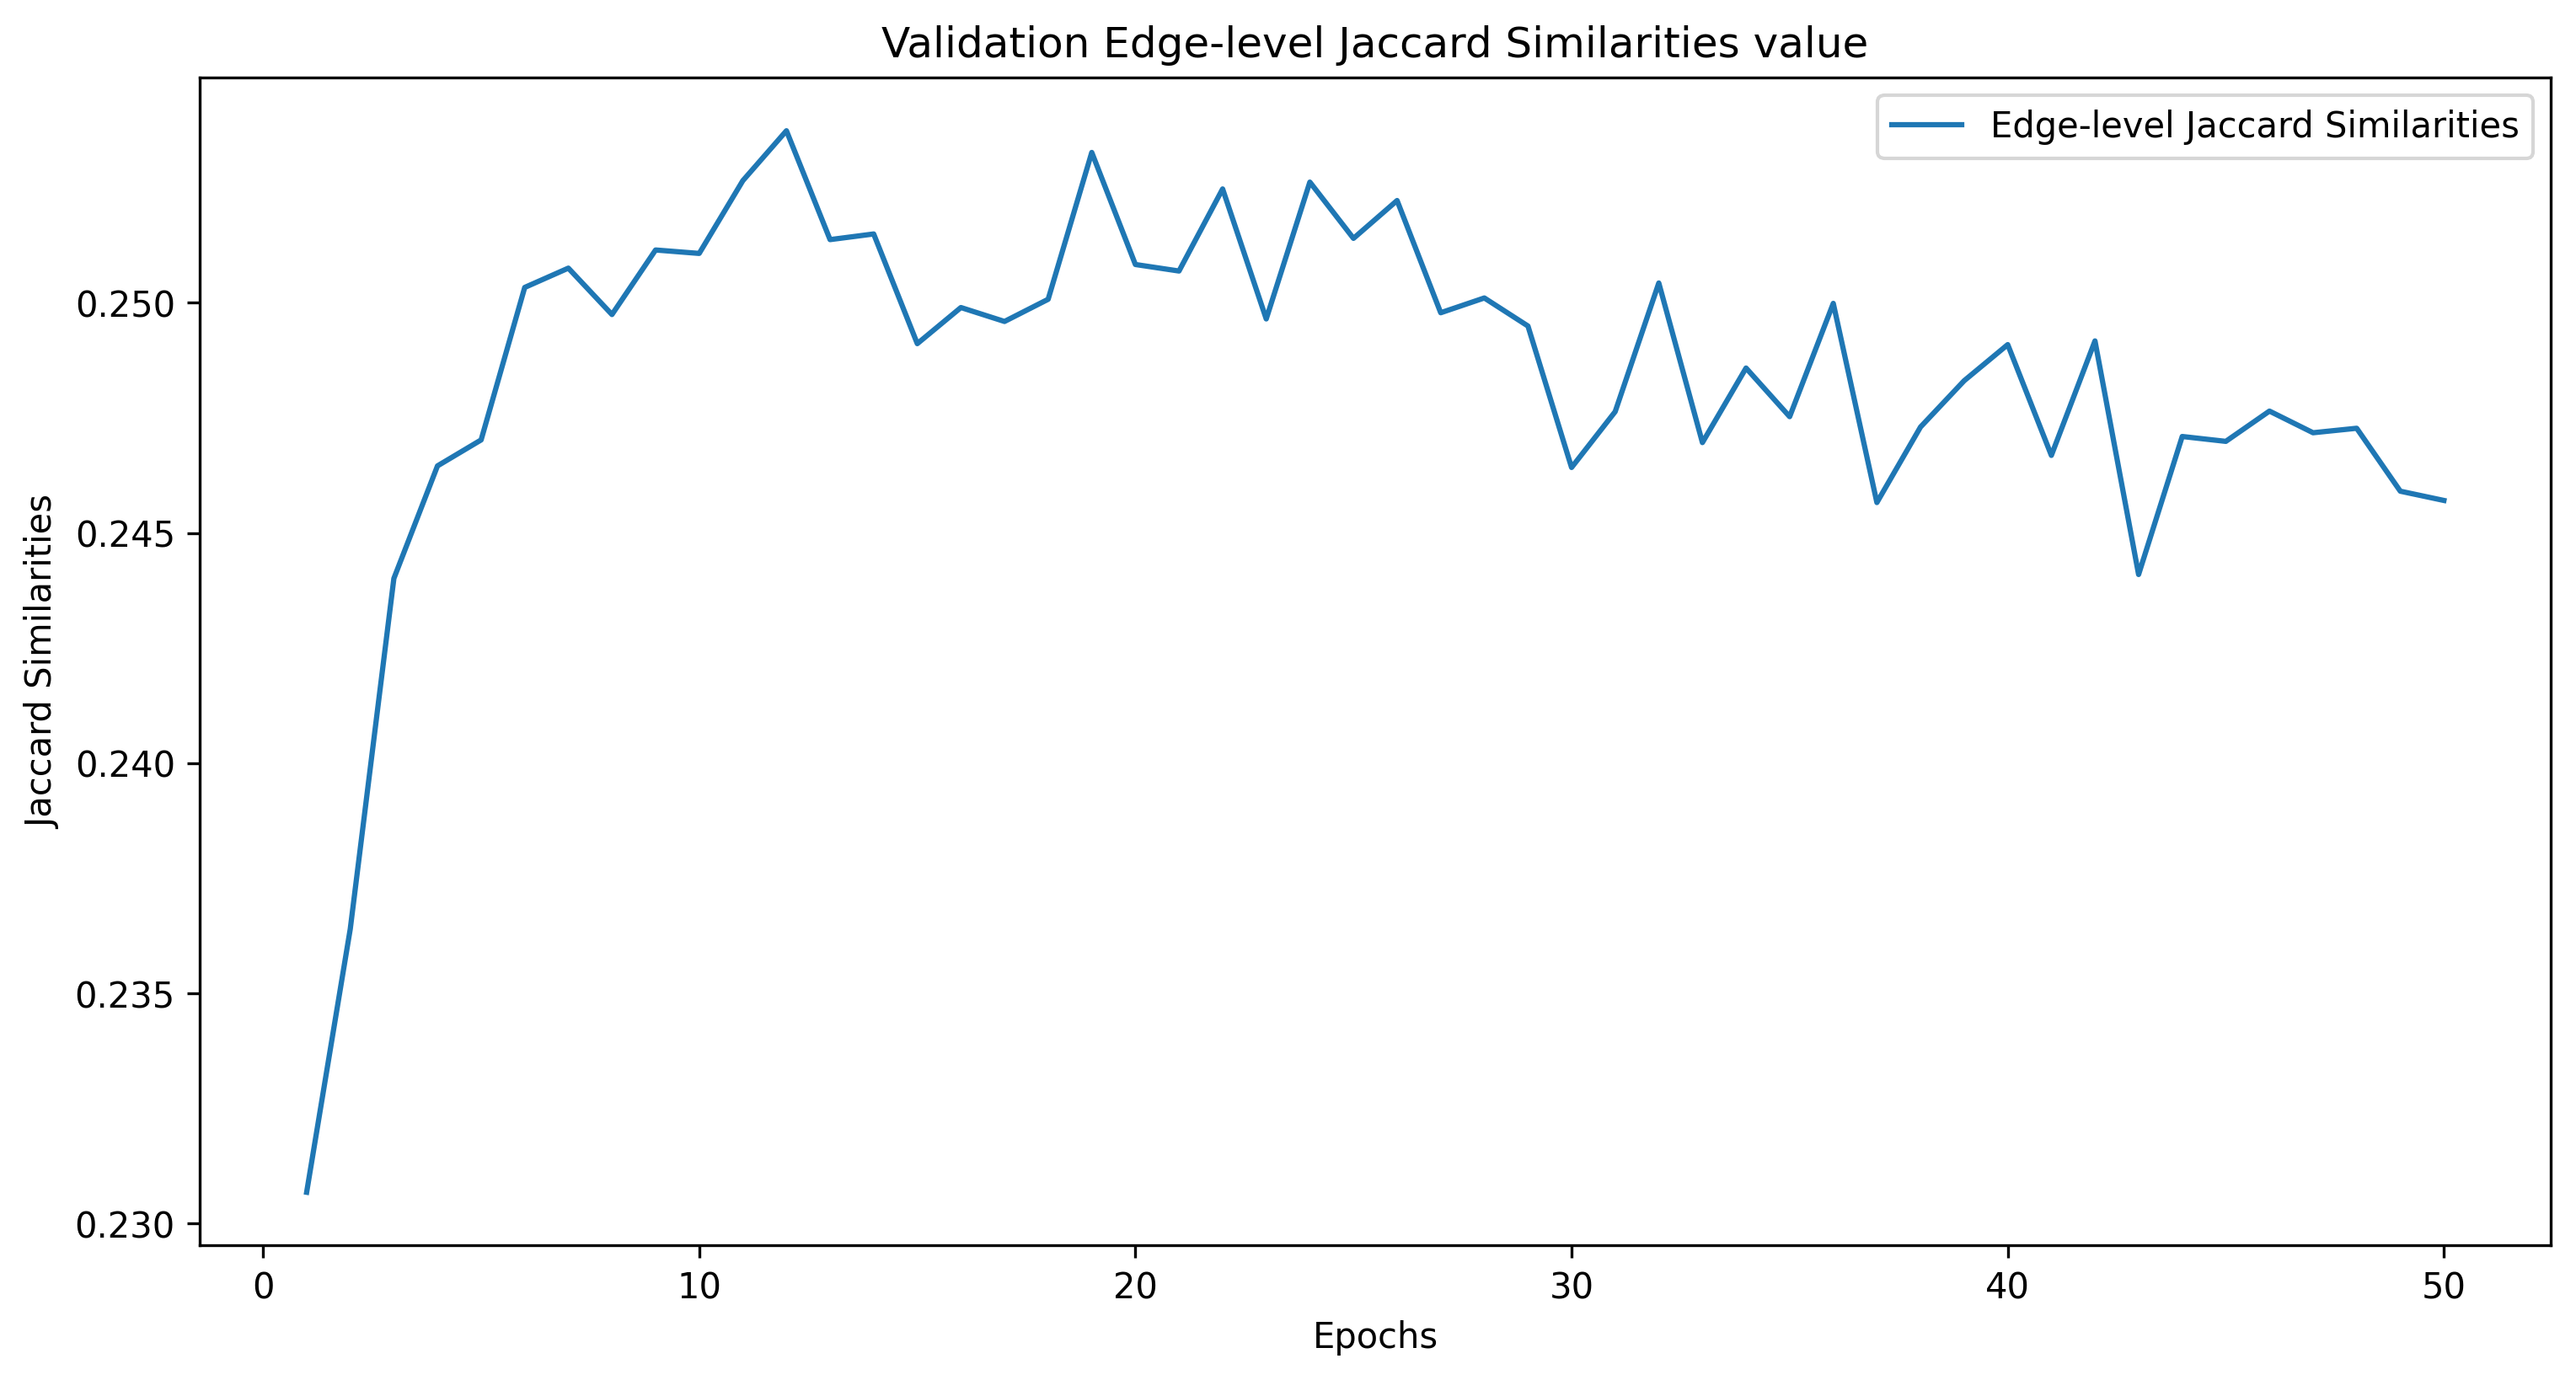 Validation Edge-level Jaccard Similarities value
Edge-level Jaccard Similarities
Jaccard Similarities
0.250
0.245
0.240
0.235
0.230
0 10 20 30 40 50
Epochs